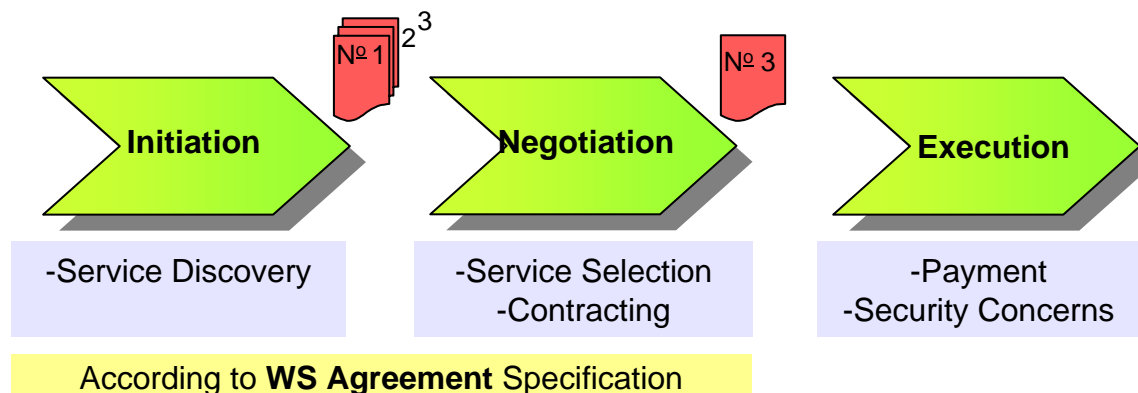 Nº 1
2
3
Nº 3
Initiation
Negotiation
Execution
-Service Discovery
-Service Selection
-Contracting
-Payment
-Security Concerns
According to WS Agreement Specification